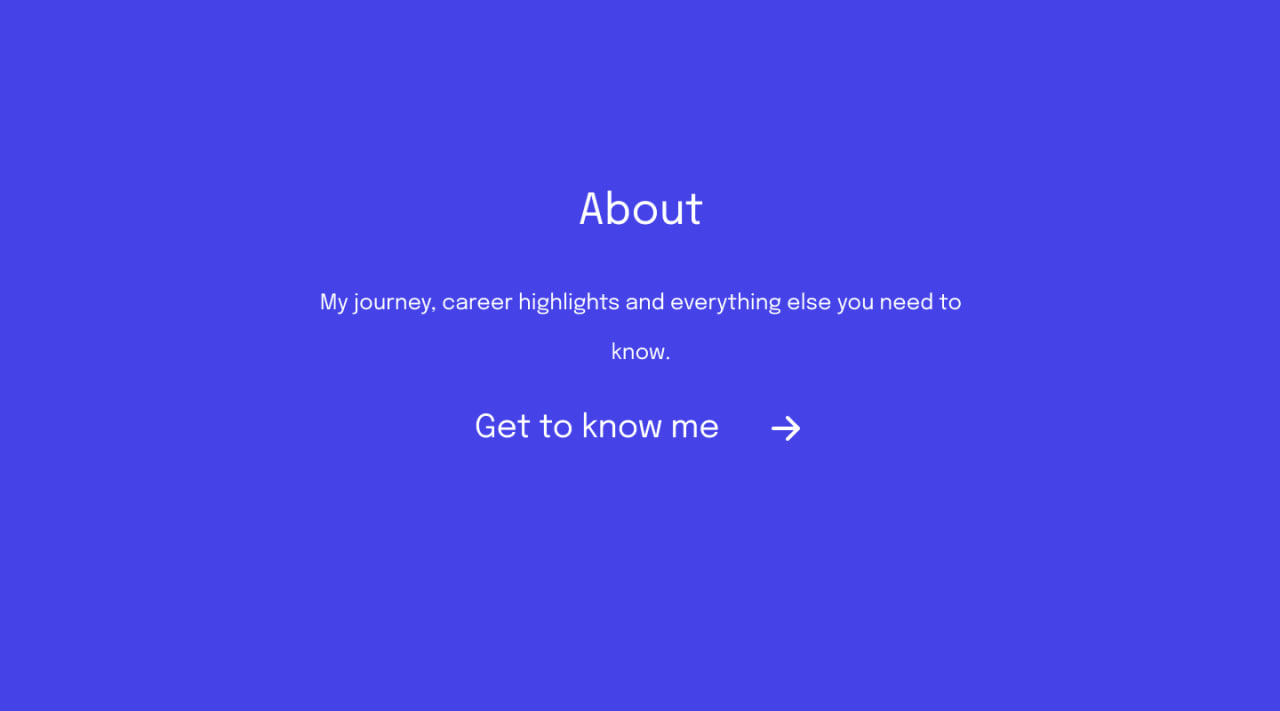 About
My journey, career highlights and everything else you need to
know.
Get to know me →